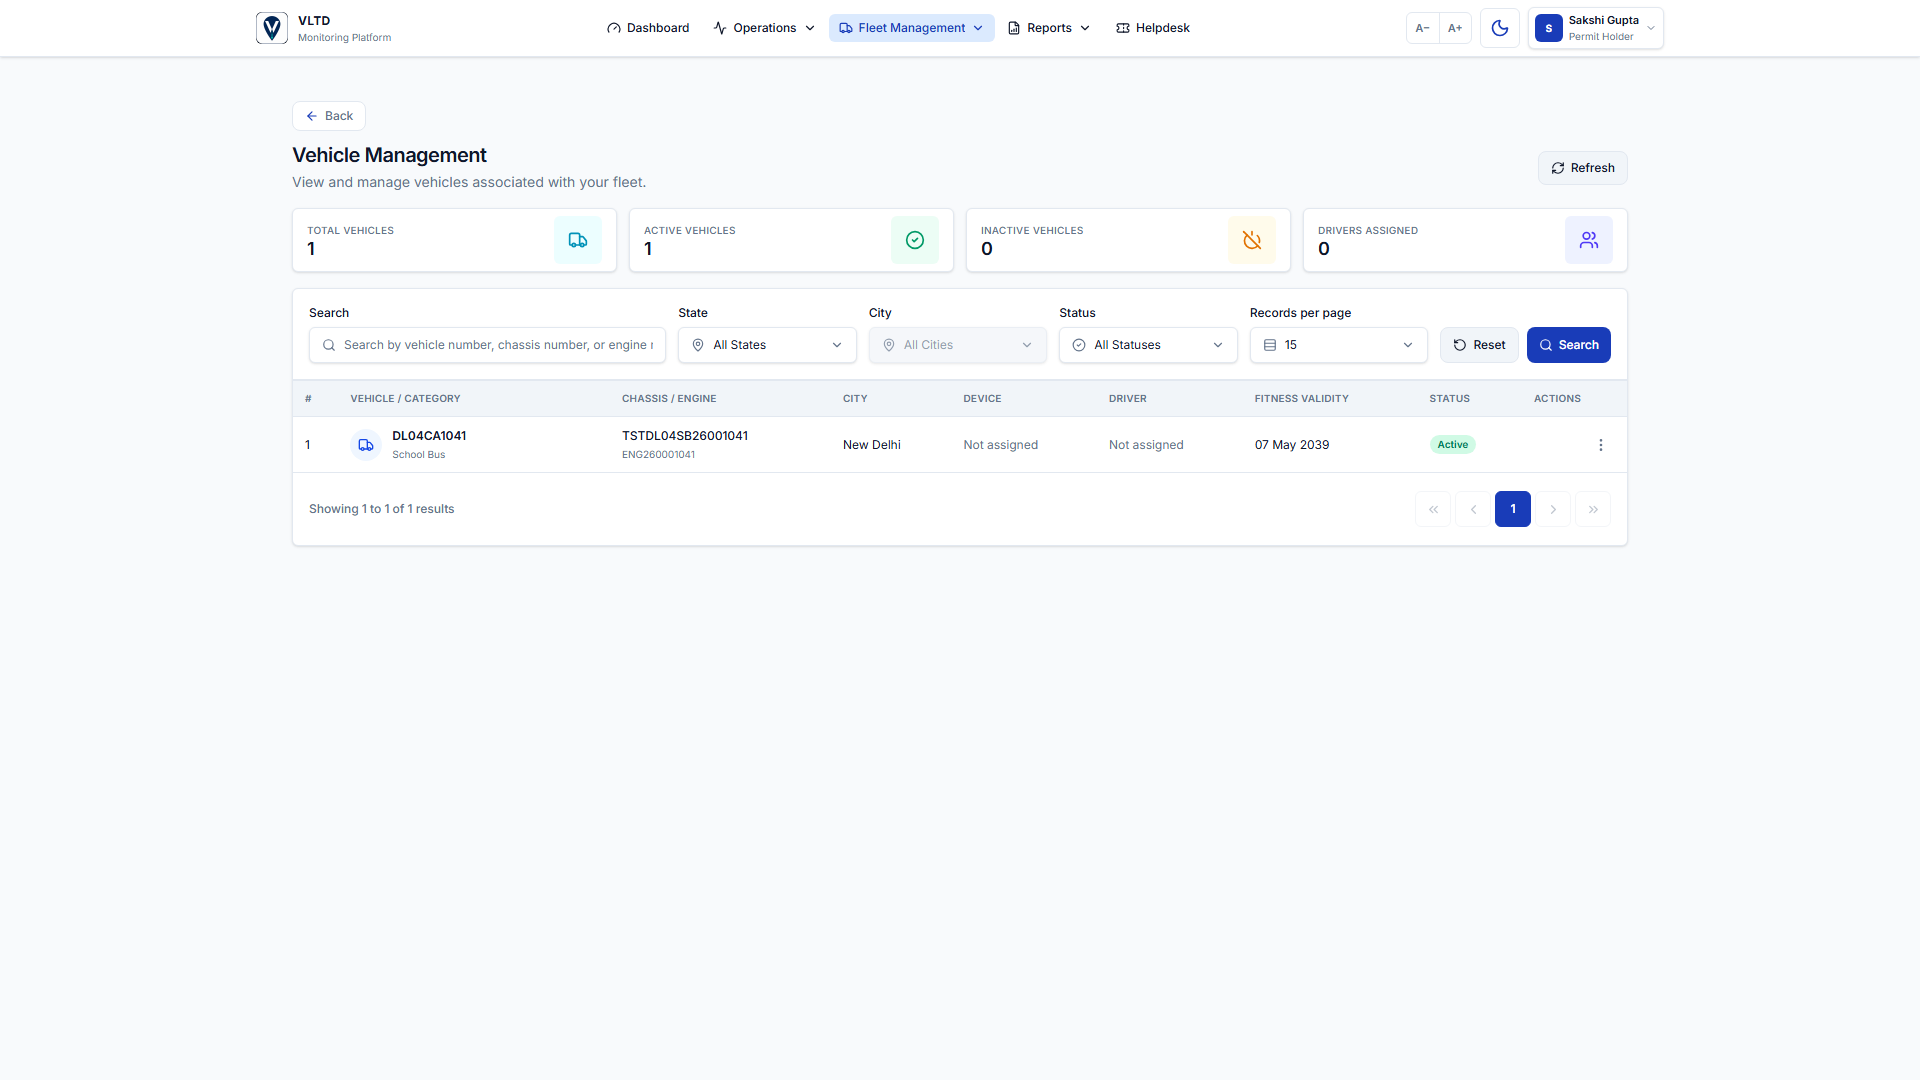 VLTD
Monitoring Platform
Dashboard
Operations
Fleet Management
Reports
Helpdesk
A-
A+
S
Sakshi Gupta
Permit Holder
Back
Vehicle Management
View and manage vehicles associated with your fleet.
Refresh
TOTAL VEHICLES
1
ACTIVE VEHICLES
1
INACTIVE VEHICLES
0
DRIVERS ASSIGNED
0
Search
State
City
Status
Records per page
Search by vehicle number, chassis number, or engine
All States
All Cities
All Statuses
15
Reset
Search
# VEHICLE / CATEGORY CHASSIS / ENGINE CITY DEVICE DRIVER FITNESS VALIDITY STATUS ACTIONS
1 DL04CA1041 TSTDL04SB26001041 New Delhi Not assigned Not assigned 07 May 2039 Active
School Bus ENG260001041
Showing 1 to 1 of 1 results
« ‹ 1 › »